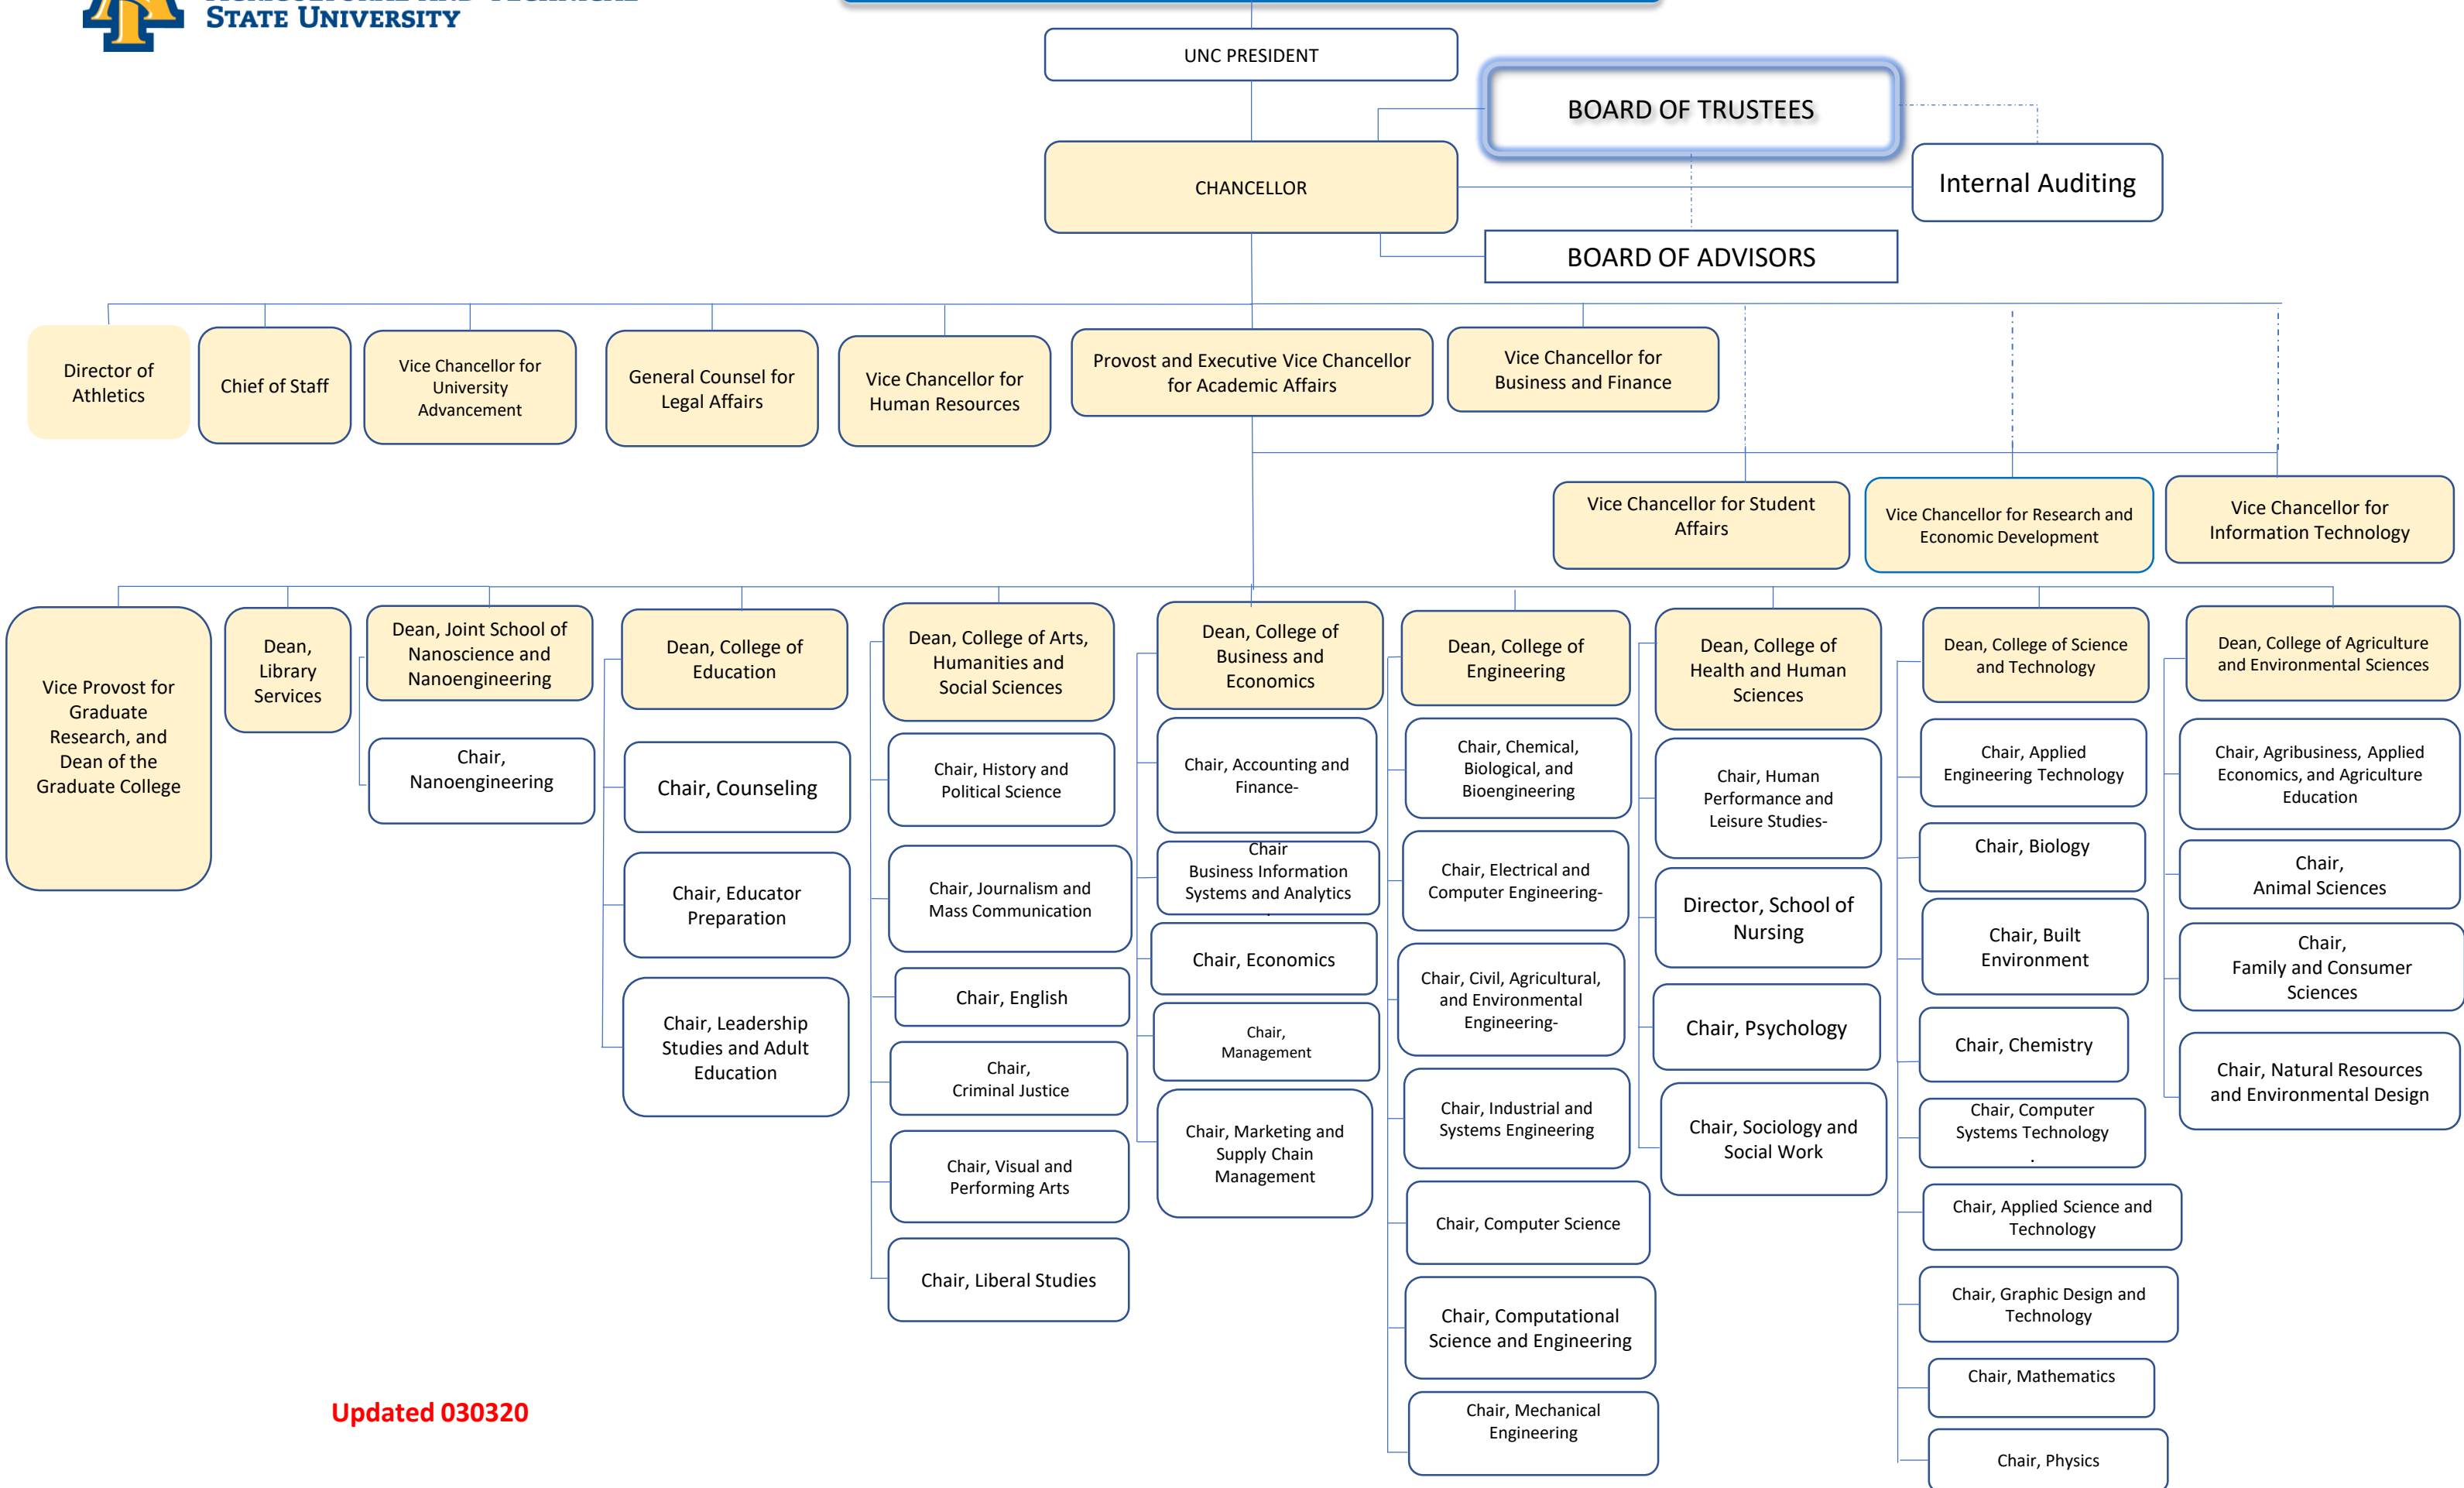 STATE UNIVERSITY
UNC PRESIDENT
BOARD OF TRUSTEES
CHANCELLOR
Internal Auditing
BOARD OF ADVISORS
Director of
Athletics
Chief of Staff
Vice Chancellor for
University
Advancement
General Counsel for
Legal Affairs
Vice Chancellor for
Human Resources
Provost and Executive Vice Chancellor
for Academic Affairs
Vice Chancellor for
Business and Finance
Vice Chancellor for Student
Affairs
Vice Chancellor for Research and
Economic Development
Vice Chancellor for
Information Technology
Vice Provost for
Graduate
Research, and
Dean of the
Graduate College
Dean,
Library
Services
Dean, Joint School of
Nanoscience and
Nanoengineering
Chair,
Nanoengineering
Dean, College of
Education
Chair, Counseling
Chair, Educator
Preparation
Chair, Leadership
Studies and Adult
Education
Dean, College of Arts,
Humanities and
Social Sciences
Chair, History and
Political Science
Chair, Journalism and
Mass Communication
Chair, English
Chair,
Criminal Justice
Chair, Visual and
Performing Arts
Chair, Liberal Studies
Dean, College of
Business and
Economics
Chair, Accounting and
Finance-
Chair
Business Information
Systems and Analytics
.
Chair, Economics
Chair,
Management
Chair, Marketing and
Supply Chain
Management
Dean, College of
Engineering
Chair, Chemical,
Biological, and
Bioengineering
Chair, Electrical and
Computer Engineering-
Chair, Civil, Agricultural,
and Environmental
Engineering-
Chair, Industrial and
Systems Engineering
Chair, Computer Science
Chair, Computational
Science and Engineering
Chair, Mechanical
Engineering
Dean, College of
Health and Human
Sciences
Chair, Human
Performance and
Leisure Studies-
Director, School of
Nursing
Chair, Psychology
Chair, Sociology and
Social Work
Dean, College of Science
and Technology
Chair, Applied
Engineering Technology
Chair, Biology
Chair, Built
Environment
Chair, Chemistry
Chair, Computer
Systems Technology
.
Chair, Applied Science and
Technology
Chair, Graphic Design and
Technology
Chair, Mathematics
Chair, Physics
Dean, College of Agriculture
and Environmental Sciences
Chair, Agribusiness, Applied
Economics, and Agriculture
Education
Chair,
Animal Sciences
Chair,
Family and Consumer
Sciences
Chair, Natural Resources
and Environmental Design
Updated 030320